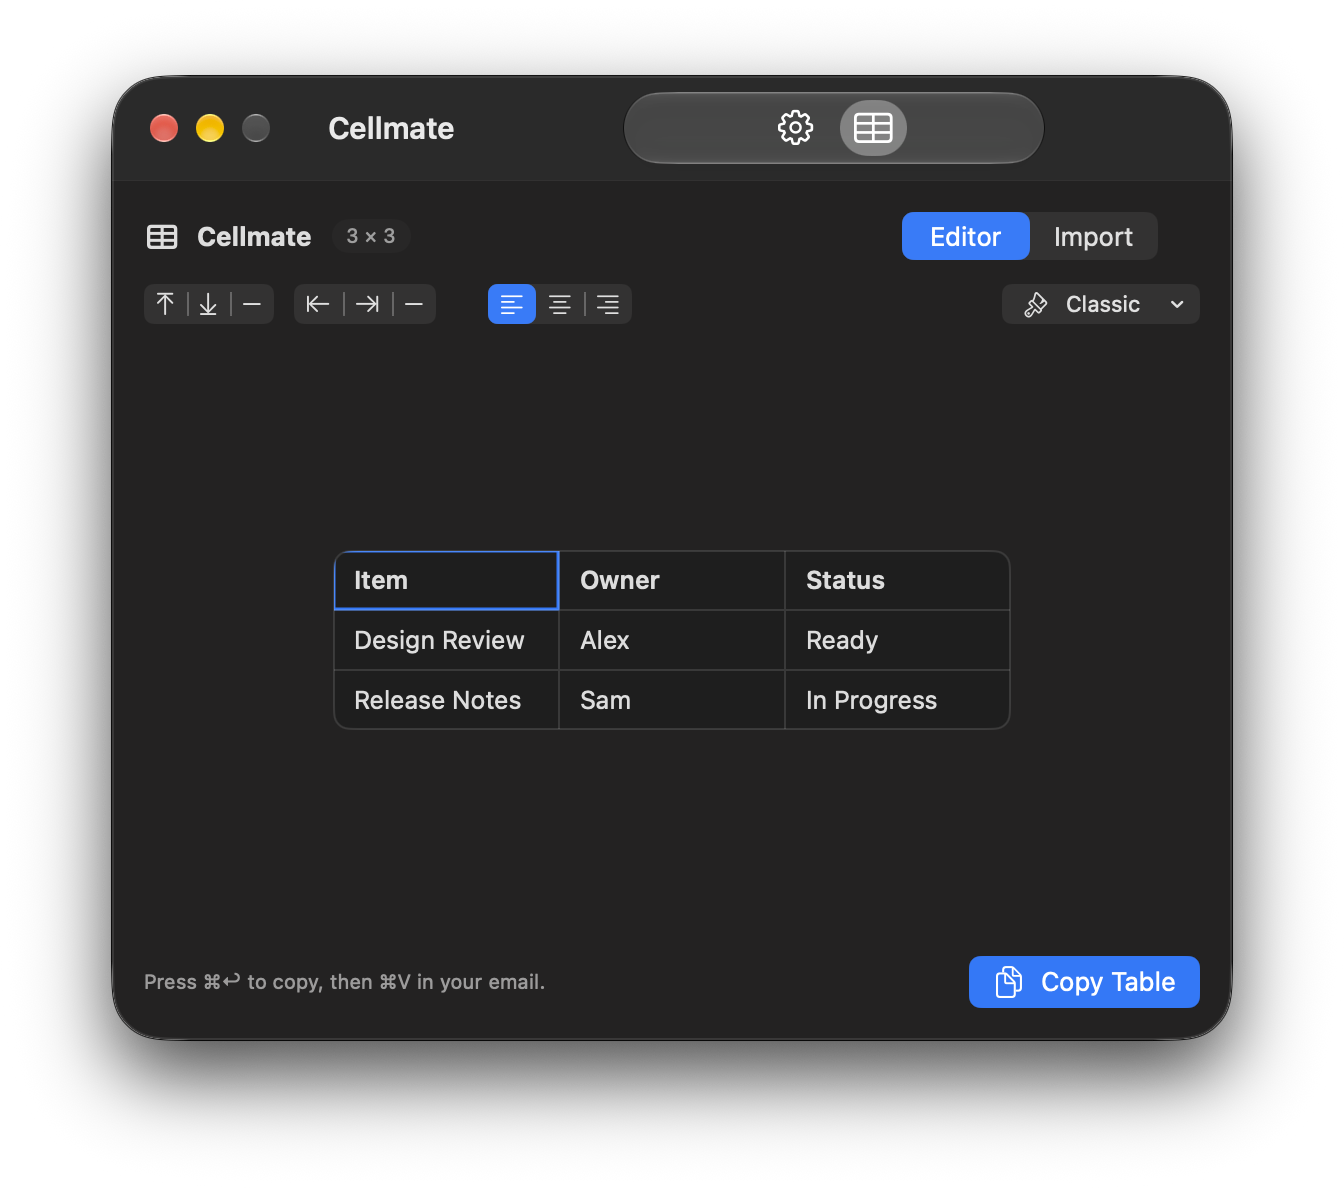 Cellmate
Cellmate 3 × 3 Editor Import
Classic
Item Owner Status
Design Review Alex Ready
Release Notes Sam In Progress
Press ⌘↩ to copy, then ⌘V in your email. Copy Table